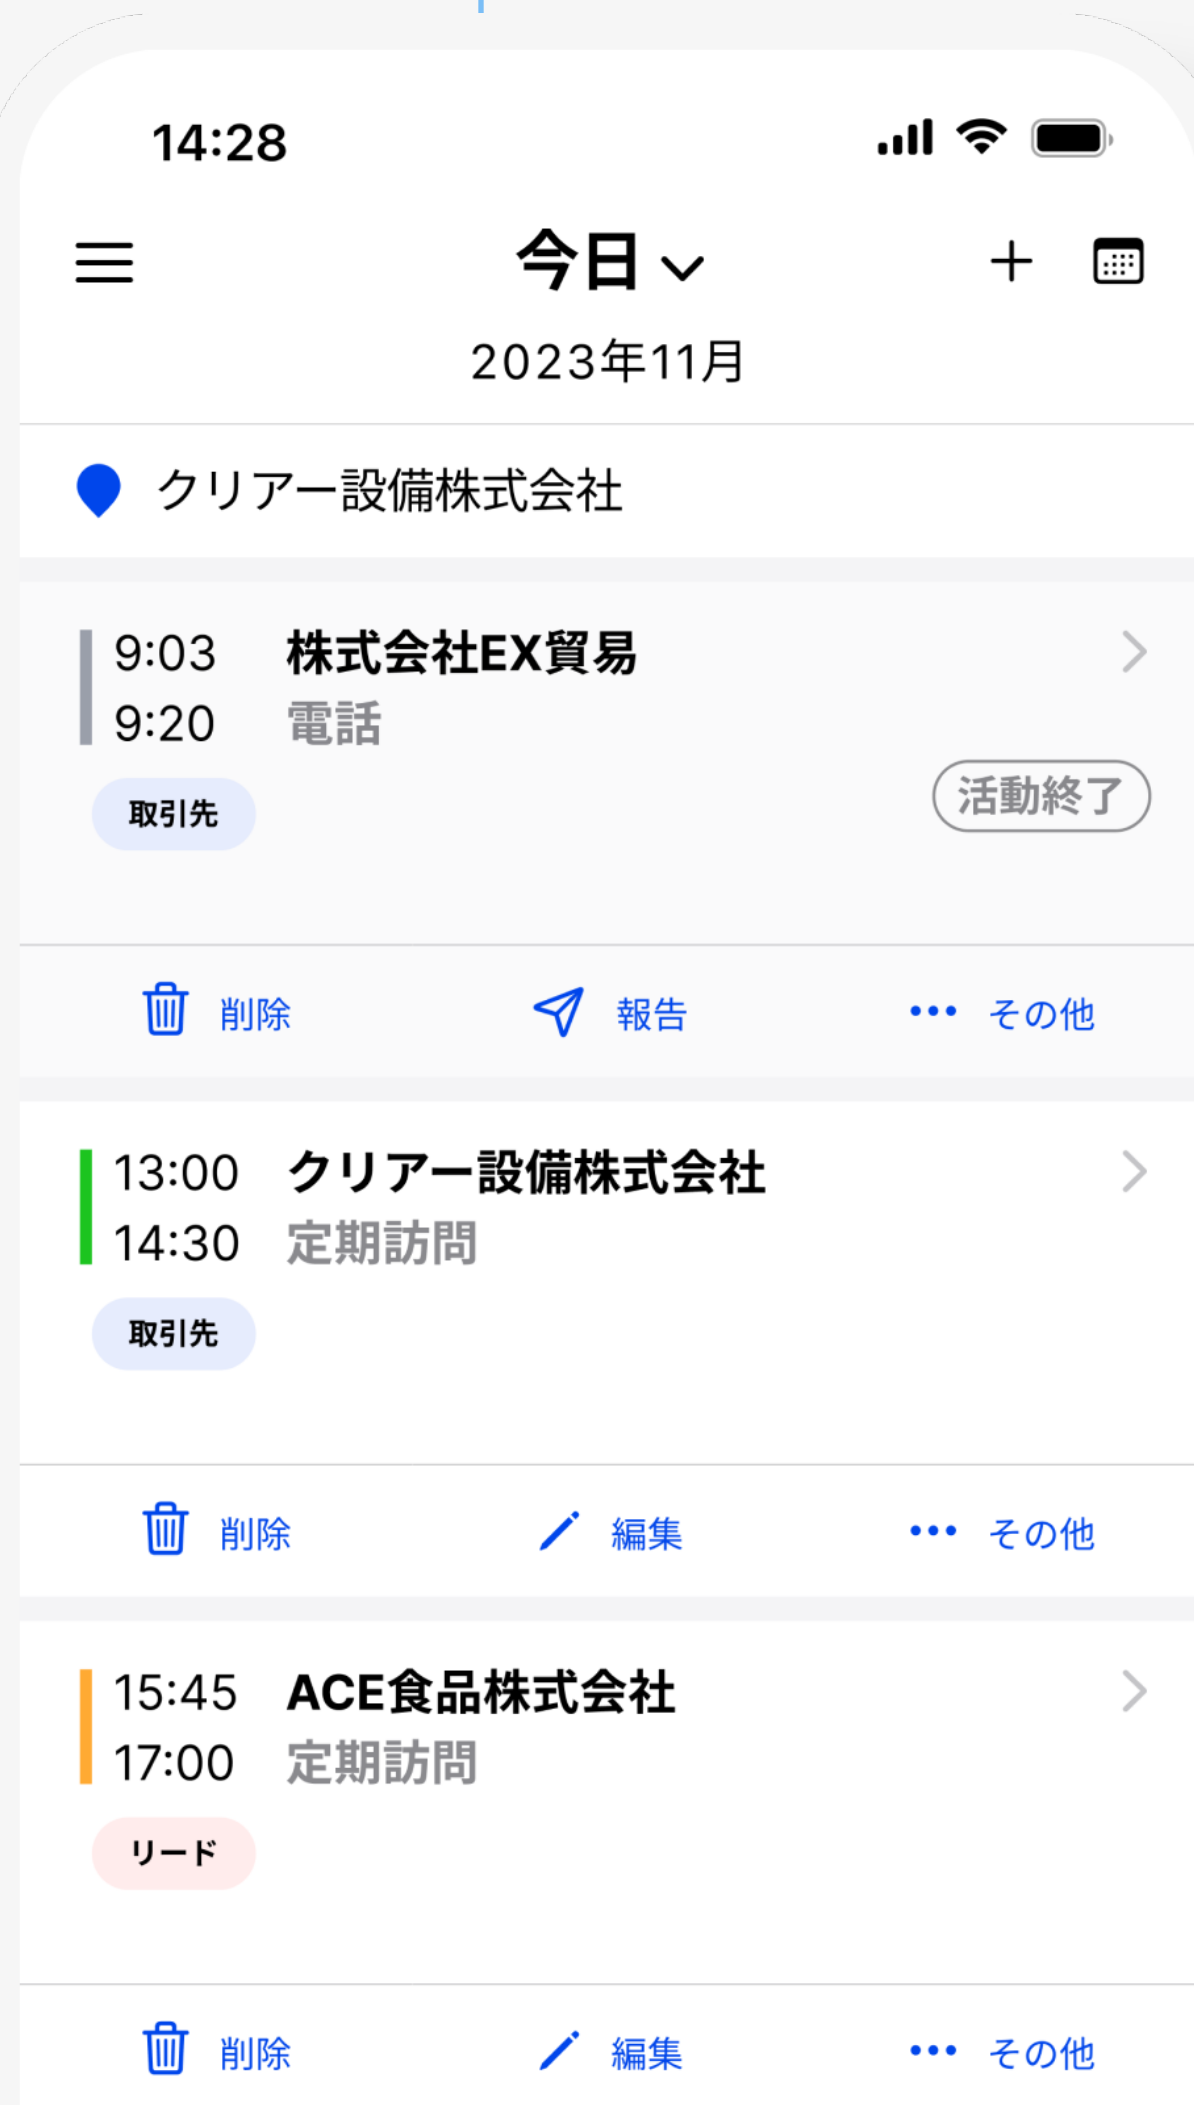 14:28
今日
2023年11月
クリアー設備株式会社
9:03 株式会社EX貿易
9:20 電話
取引先
活動終了
削除 報告 その他
13:00 クリアー設備株式会社
14:30 定期訪問
取引先
削除 編集 その他
15:45 ACE食品株式会社
17:00 定期訪問
リード
削除 編集 その他